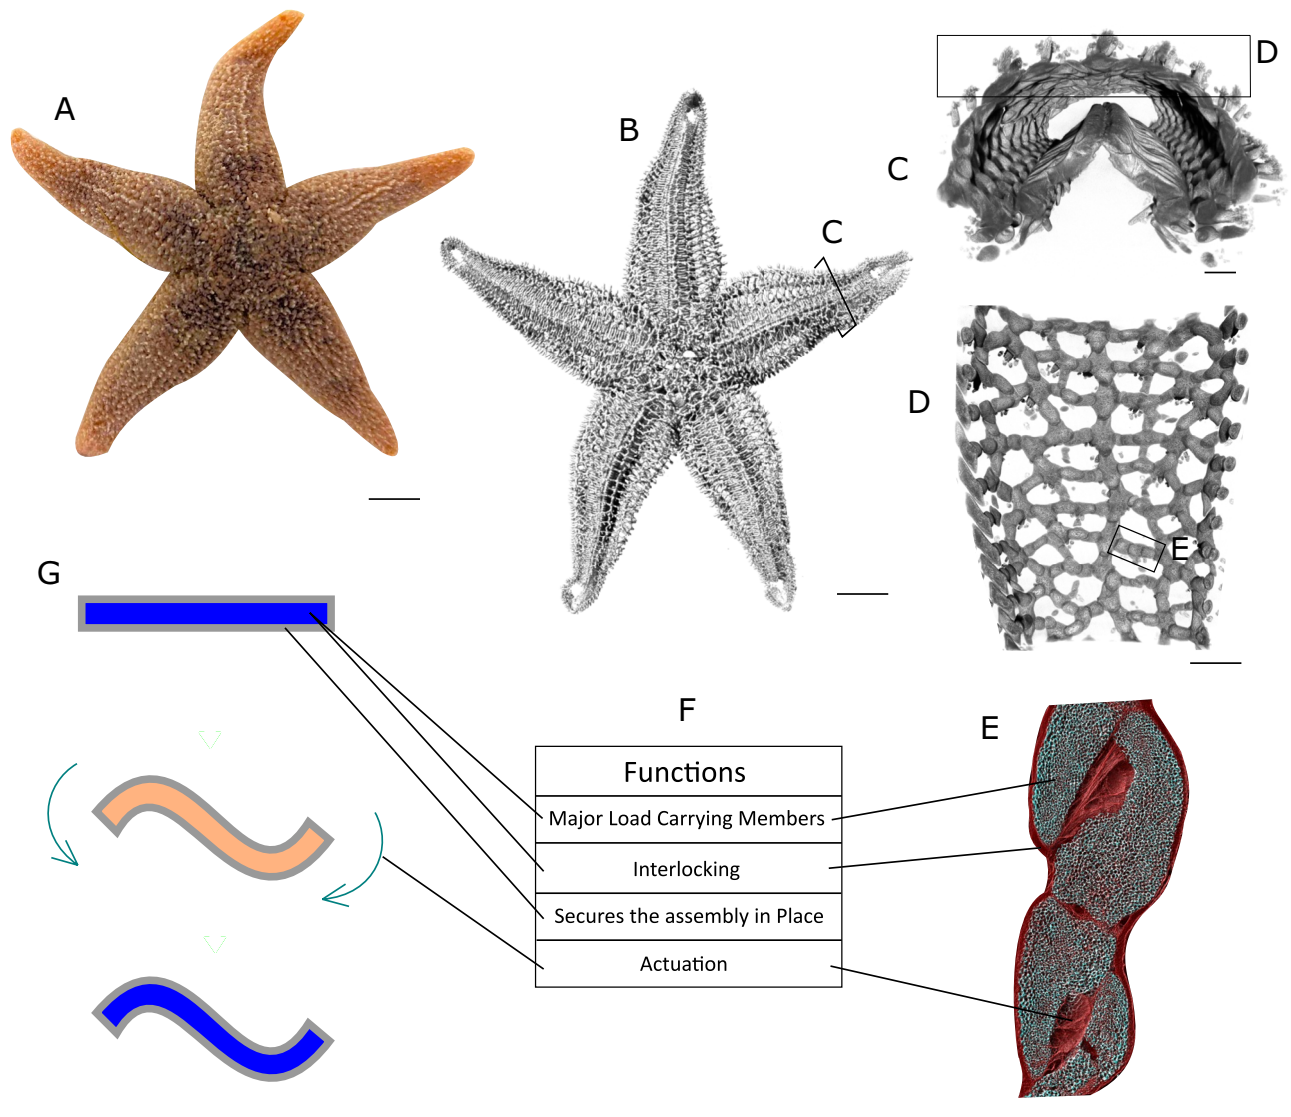 A
B
C
D
C
D
E
G
F
E
Functions
Major Load Carrying Members
Interlocking
Secures the assembly in Place
Actuation